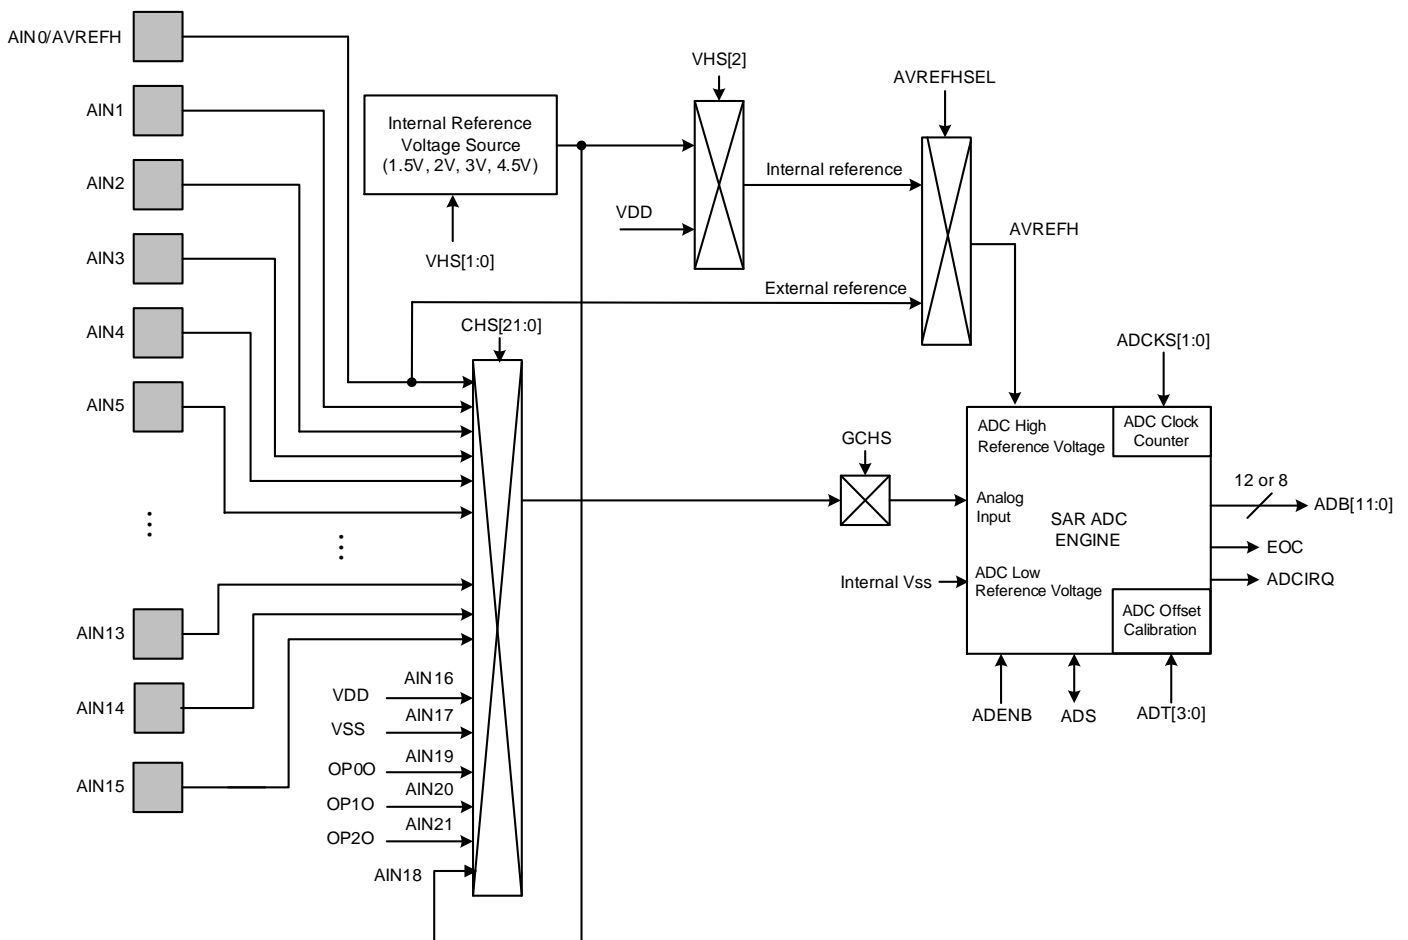 AIN0/AVREFH
AIN1
AIN2
AIN3
AIN4
AIN5
AIN13
AIN14
AIN15
Internal Reference
Voltage Source
(1.5V, 2V, 3V, 4.5V)
VHS[1:0]
VHS[2]
VDD
AVREFHSEL
Internal reference
External reference
AVREFH
CHS[21:0]
...
...
VDD
AIN16
VSS
AIN17
OP0O
AIN19
OP1O
AIN20
OP2O
AIN21
AIN18
GCHS
ADCKS[1:0]
ADC High
Reference Voltage
ADC Clock
Counter
Analog
Input
SAR ADC
ENGINE
Internal Vss
ADC Low
Reference Voltage
ADC Offset
Calibration
12 or 8
ADB[11:0]
EOC
ADCIRQ
ADENB
ADS
ADT[3:0]